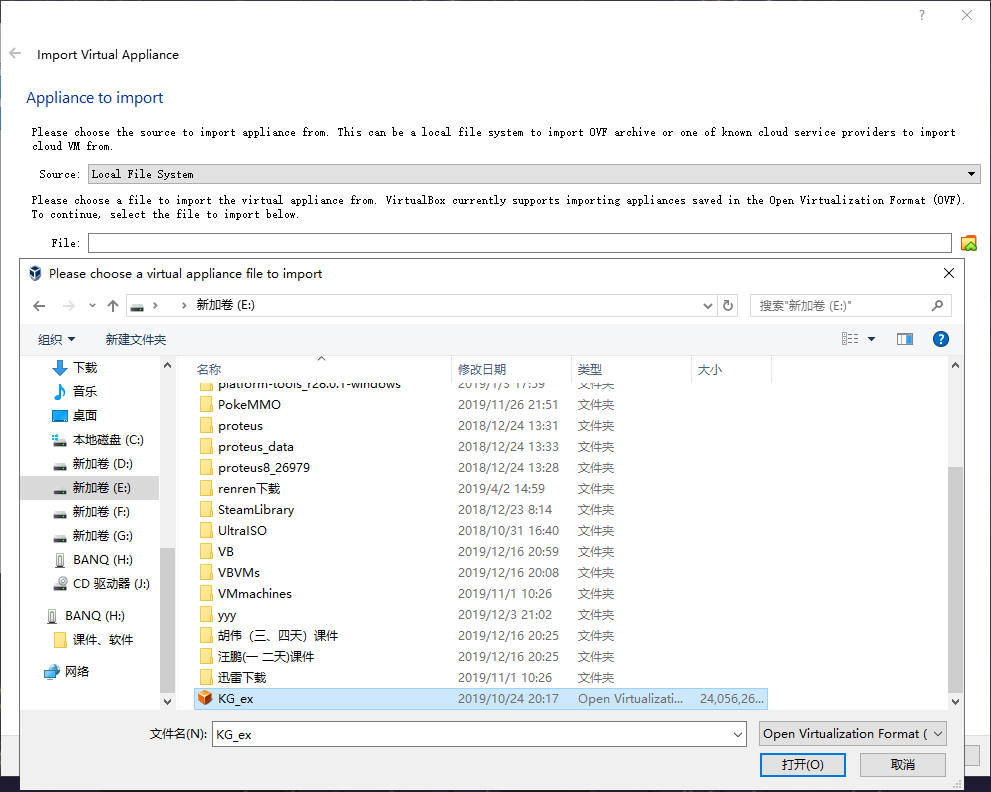 ?
Import Virtual Appliance
Appliance to import
Please choose the source to import appliance from. This can be a local file system to import OVF archive or one of known cloud service providers to import
cloud VM from.
Source: Local File System
Please choose a file to import the virtual appliance from. VirtualBox currently supports importing appliances saved in the Open Virtualization Format (OVF).
To continue, select the file to import below.
File:
Please choose a virtual appliance file to import
新加卷 (E:)
搜索"新加卷 (E:)"
组织
新建文件夹
?
下载
音乐
桌面
本地磁盘 (C:)
新加卷 (D:)
新加卷 (E:)
新加卷 (F:)
新加卷 (G:)
BANQ (H:)
CD 驱动器 (J:)
BANQ (H:)
课件、软件
网络
名称 修改日期 类型 大小
platform-tools_r28.0.1-windows 2019/1/5 17:59 文件夹
PokeMMO 2019/11/26 21:51 文件夹
proteus 2018/12/24 13:31 文件夹
proteus_data 2018/12/24 13:33 文件夹
proteus8_26979 2018/12/24 13:28 文件夹
renren下载 2019/4/2 14:59 文件夹
SteamLibrary 2018/12/23 8:14 文件夹
UltraISO 2018/10/31 16:40 文件夹
VB 2019/12/16 20:59 文件夹
VBVMs 2019/12/16 20:08 文件夹
VMmachines 2019/11/1 10:26 文件夹
yyy 2019/12/3 21:02 文件夹
胡伟（三、四天）课件 2019/12/16 20:25 文件夹
汪鹏(一 二天)课件 2019/12/16 20:25 文件夹
迅雷下载 2019/11/1 10:26 文件夹
KG_ex 2019/10/24 20:17 Open Virtualizati... 24,056,26...
文件名(N): KG_ex
Open Virtualization Format (
打开(O)
取消